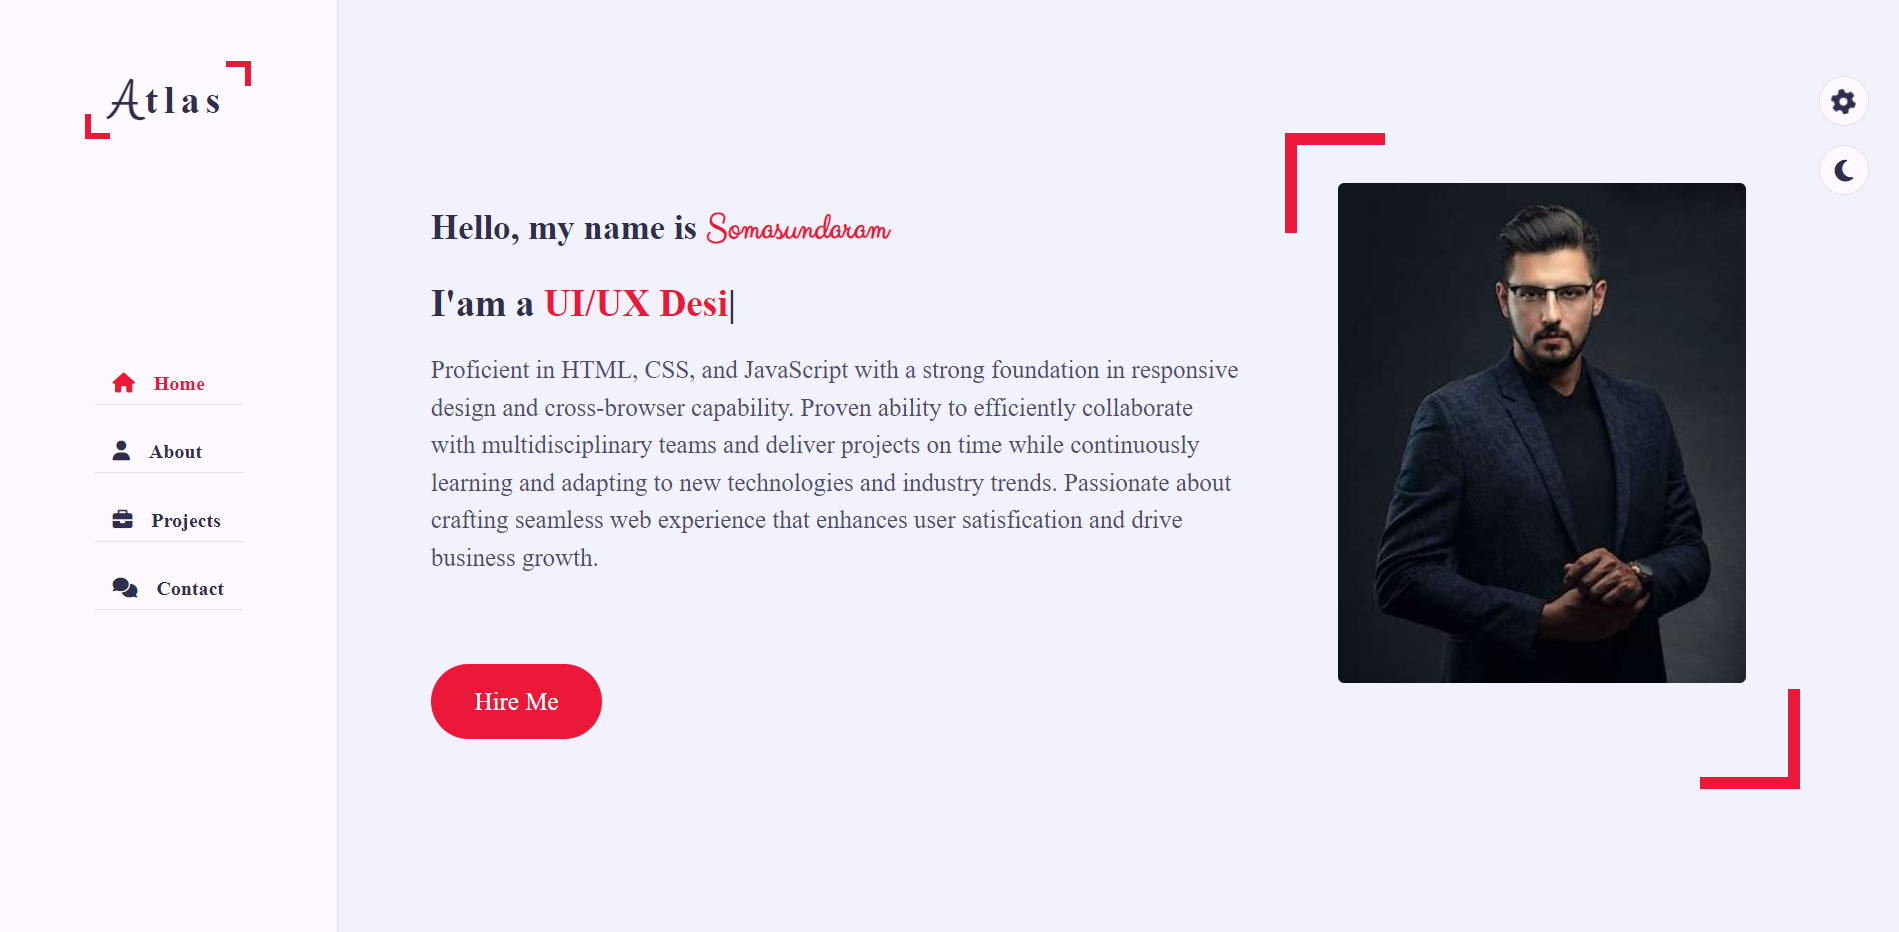 Atlas
Home
About
Projects
Contact
Hello, my name is Somasundaram
I'am a UI/UX Desi|
Proficient in HTML, CSS, and JavaScript with a strong foundation in responsive
design and cross-browser capability. Proven ability to efficiently collaborate
with multidisciplinary teams and deliver projects on time while continuously
learning and adapting to new technologies and industry trends. Passionate about
crafting seamless web experience that enhances user satisfication and drive
business growth.
Hire Me